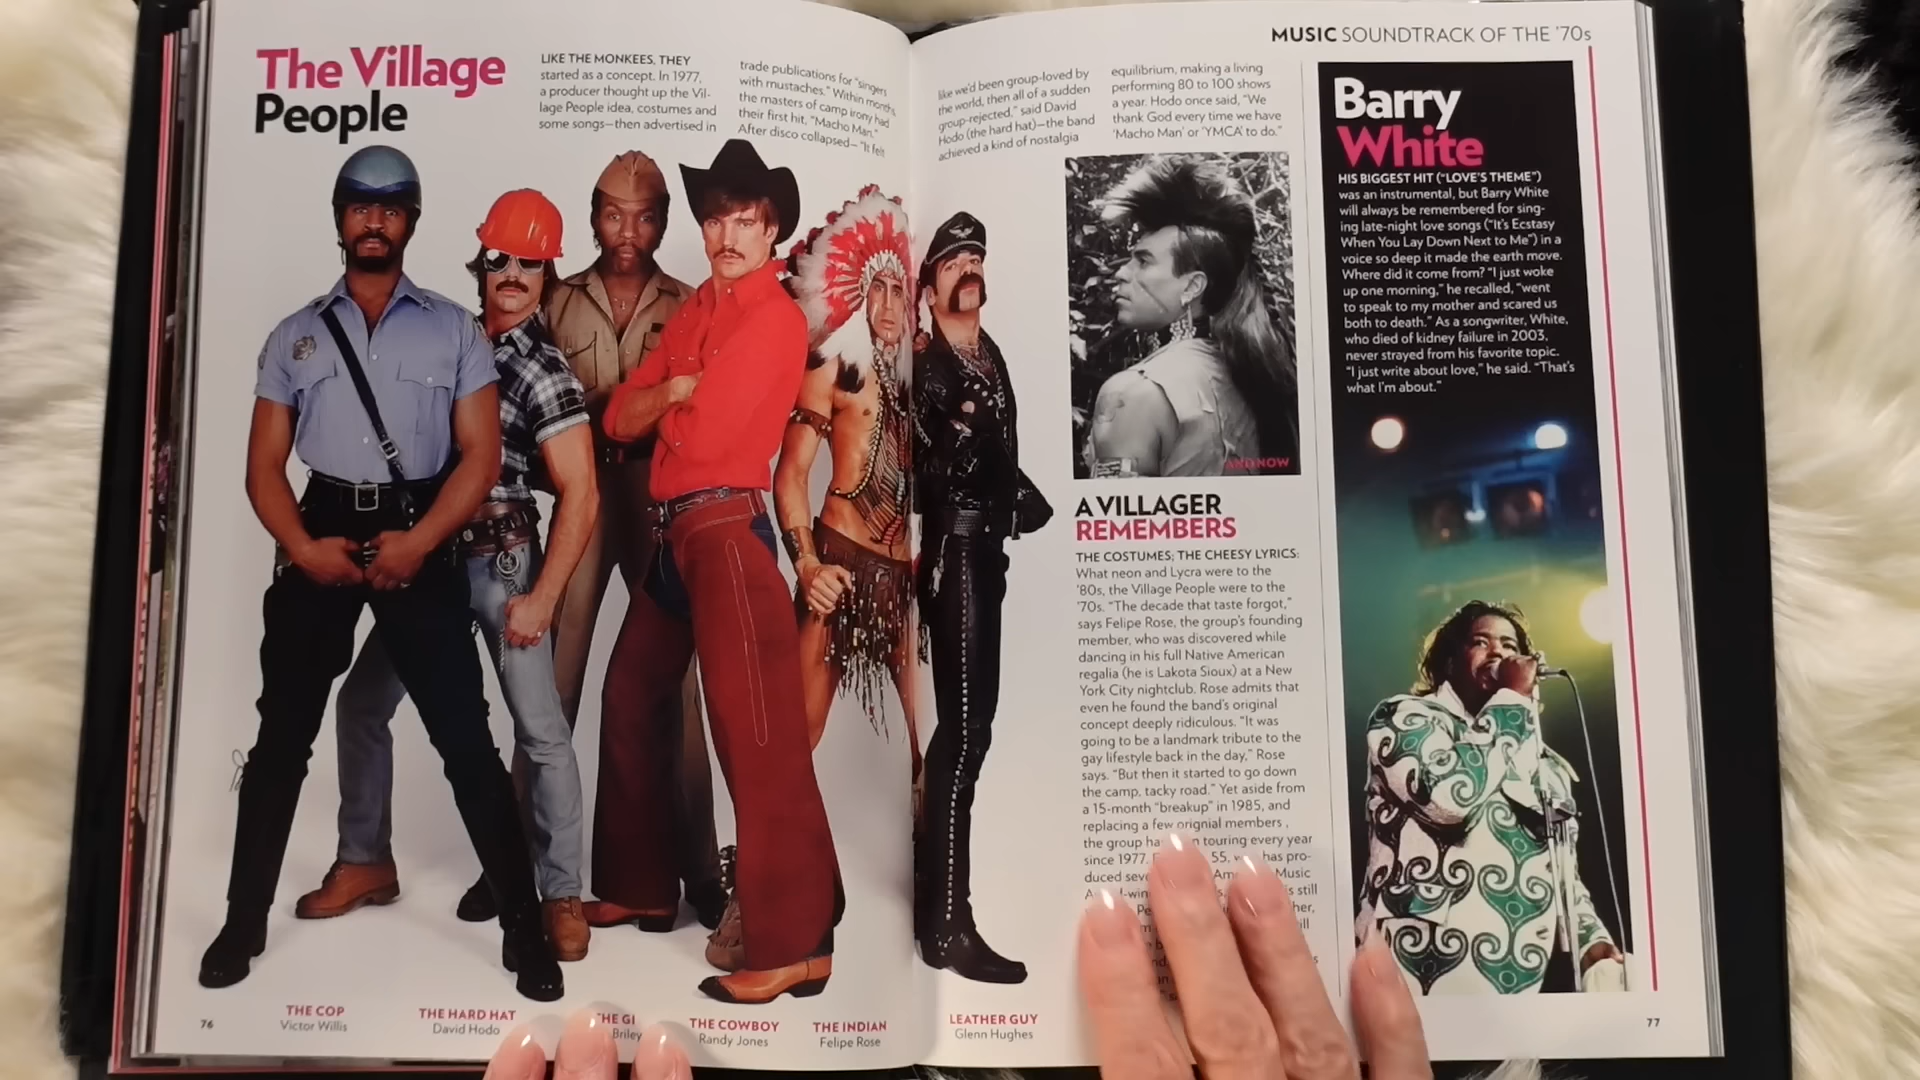 The Village
People
LIKE THE MONKEES, THEY
started as a concept. In 1977,
a producer thought up the Vil-
lage People idea, costumes and
some songs—then advertised in
trade publications for "singers
with mustaches." Within months,
the masters of camp irony had
their first hit, "Macho Man."
After disco collapsed—"It felt
like we'd been group-loved by
the world, then all of a sudden
group-rejected," said David
Hodo (the hard hat)—the band
achieved a kind of nostalgia
equilibrium, making a living
performing 80 to 100 shows
a year. Hodo once said, "We
thank God every time we have
'Macho Man' or 'YMCA' to do."
THE COP
Victor Willis
THE HARD HAT
David Hodo
THE GI
Briley
THE COWBOY
Randy Jones
THE INDIAN
Felipe Rose
LEATHER GUY
Glenn Hughes
76
MUSIC SOUNDTRACK OF THE '70s
AND NOW
A VILLAGER
REMEMBERS
THE COSTUMES; THE CHEESY LYRICS:
What neon and Lycra were to the
'80s, the Village People were to the
'70s. "The decade that taste forgot,"
says Felipe Rose, the group's founding
member, who was discovered while
dancing in his full Native American
regalia (he is Lakota Sioux) at a New
York City nightclub. Rose admits that
even he found the band's original
concept deeply ridiculous. "It was
going to be a landmark tribute to the
gay lifestyle back in the day," Rose
says. "But then it started to go down
the camp, tacky road." Yet aside from
a 15-month "breakup" in 1985, and
replacing a few orignial members ,
the group touring every year
since 1977. 55, has pro-
duced Music
still
Barry
White
HIS BIGGEST HIT ("LOVE'S THEME")
was an instrumental, but Barry White
will always be remembered for sing-
ing late-night love songs ("It's Ecstasy
When You Lay Down Next to Me") in a
voice so deep it made the earth move.
Where did it come from? "I just woke
up one morning," he recalled, "went
to speak to my mother and scared us
both to death." As a songwriter, White,
who died of kidney failure in 2003,
never strayed from his favorite topic.
"I just write about love," he said. "That's
what I'm about."
77